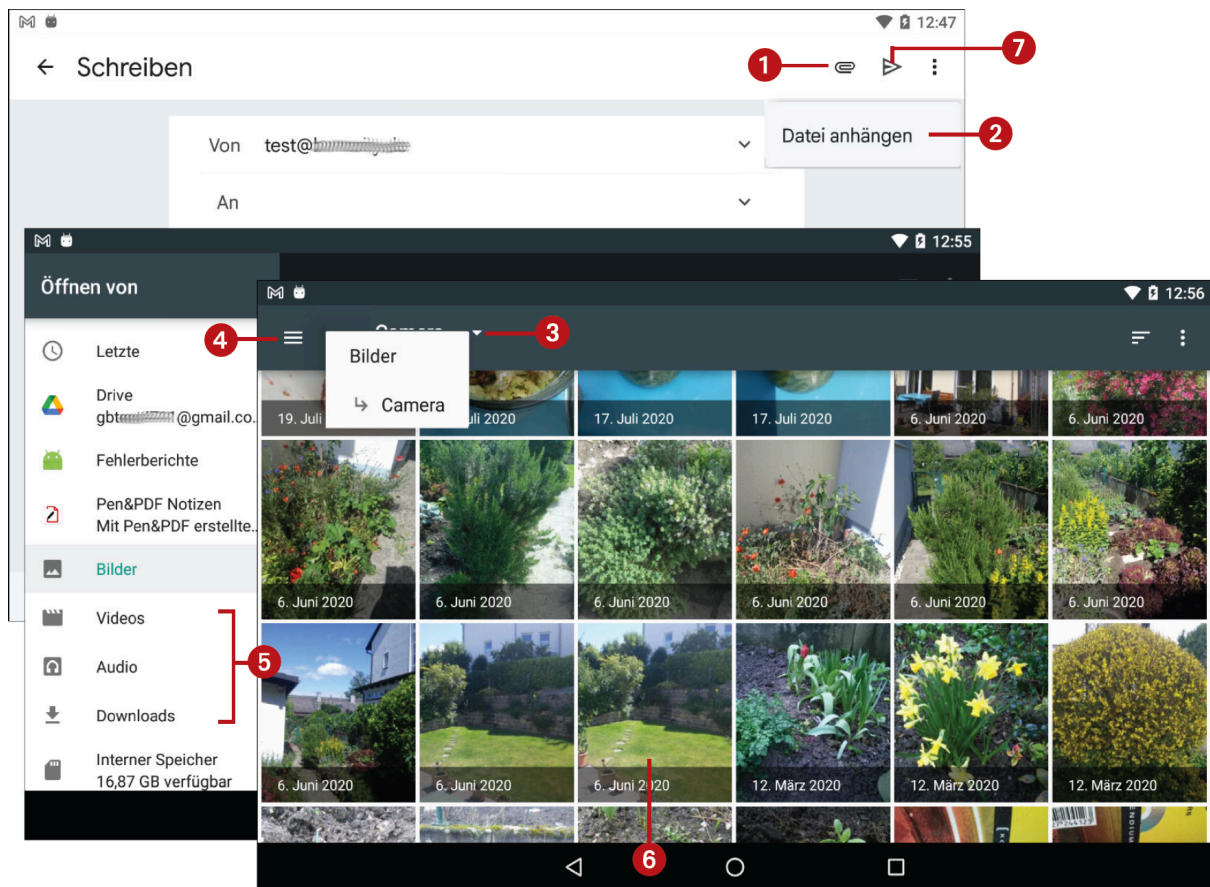 12:47
Schreiben
1
7
Von test@
Datei anhängen
2
An
12:55
Öffnen von
12:56
4
3
Bilder
Camera
Letzte
Drive
@gmail.co.
Fehlerberichte
Pen&PDF Notizen
Mit Pen&PDF erstellte..
Bilder
Videos
Audio
5
Downloads
Interner Speicher
16,87 GB verfügbar
19. Juli
uli 2020
17. Juli 2020
17. Juli 2020
6. Juni 2020
6. Juni 2020
6. Juni 2020
6. Juni 2020
6. Juni 2020
6. Juni 2020
6. Juni 2020
6. Juni 2020
6. Juni 2020
6. Juni 2020
6. Juni 2020
12. März 2020
12. März 2020
12. März 2020
6